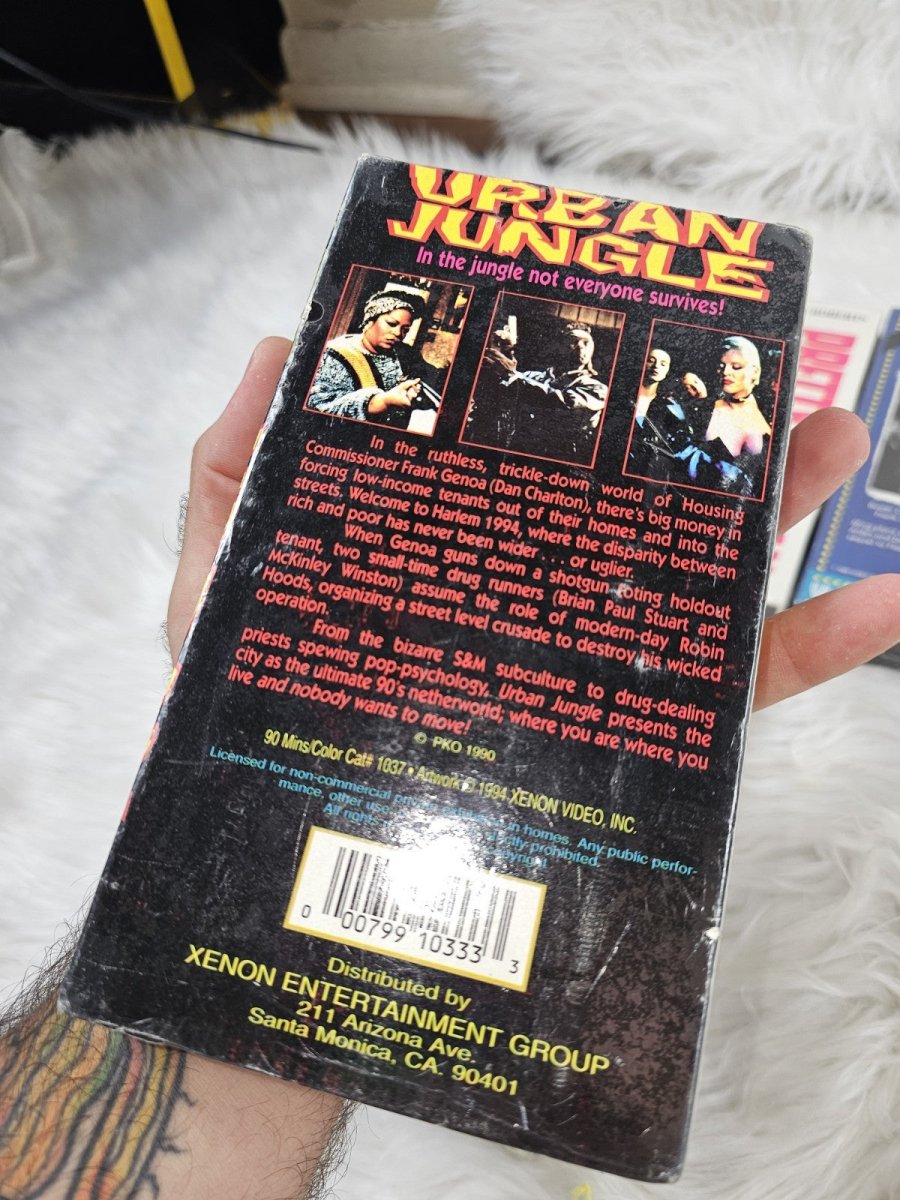 URBAN
JUNGLE
In the jungle not everyone survives!
In the ruthless, trickle-down world of Housing
Commissioner Frank Genoa (Dan Charlton), there's big money in
forcing low-income tenants out of their homes and into the
streets. Welcome to Harlem 1994, where the disparity between
rich and poor has never been wider . . . or uglier.
When Genoa guns down a shotgun toting holdout
tenant, two small-time drug runners (Brian Paul Stuart and
McKinley Winston) assume the role of modern-day Robin
Hoods, organizing a street level crusade to destroy his wicked
operation.
From the bizarre S&M subculture to drug-dealing
priests spewing pop-psychology, Urban Jungle presents the
city as the ultimate 90's netherworld; where you are where you
live and nobody wants to move!
© PKO 1990
90 Mins/Color Cat# 1037 • Artwork © 1994 XENON VIDEO, INC.
Licensed for non-commercial in homes. Any public perfor-
mance, other use prohibited.
All rights
0 00799 10333 3
Distributed by
XENON ENTERTAINMENT GROUP
211 Arizona Ave.
Santa Monica, CA. 90401